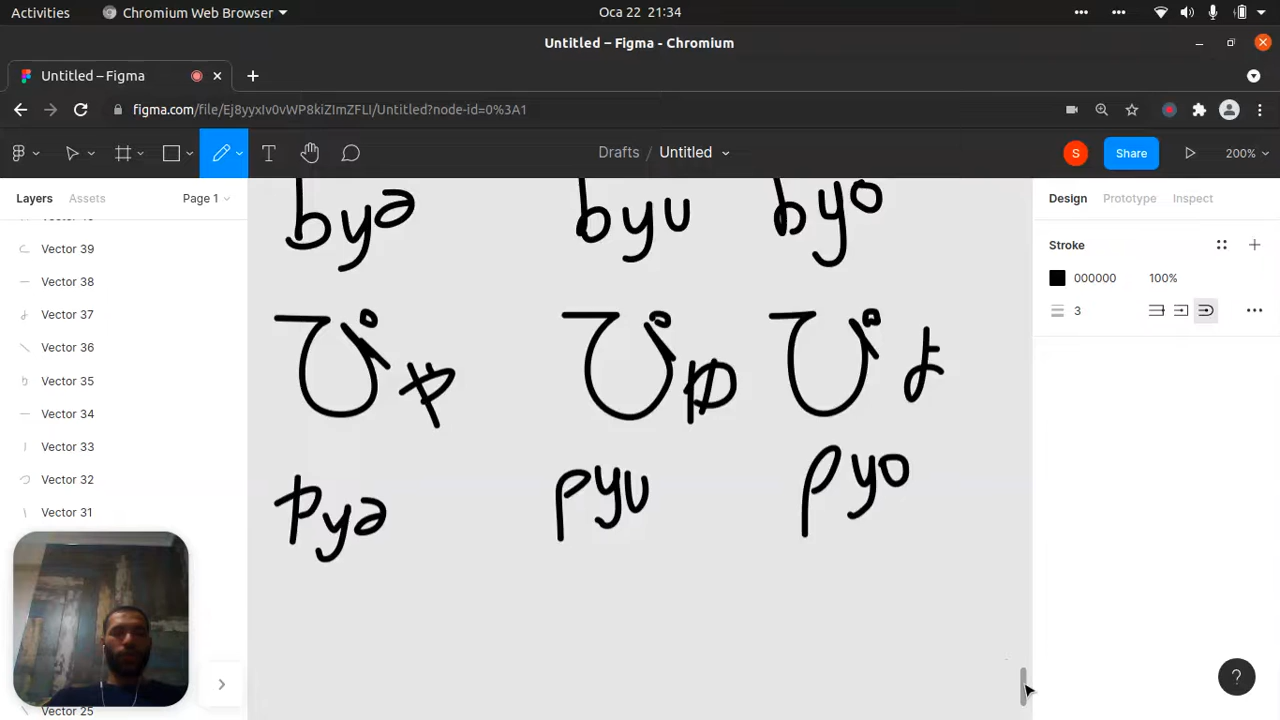 Activities Chromium Web Browser Oca 22 21:34
Untitled – Figma - Chromium
Untitled – Figma
figma.com/file/Ej8yyxIv0vWP8kiZImZFLI/Untitled?node-id=0%3A1
Drafts / Untitled S Share 200%
Layers Assets Page 1
Design Prototype Inspect
Vector 39
Vector 38
Vector 37
Vector 36
Vector 35
Vector 34
Vector 33
Vector 32
Vector 31
Vector 25
bya byu byo
ぴゃ ぴゅ ぴょ
pya pyu pyo
Stroke
000000 100%
3
?